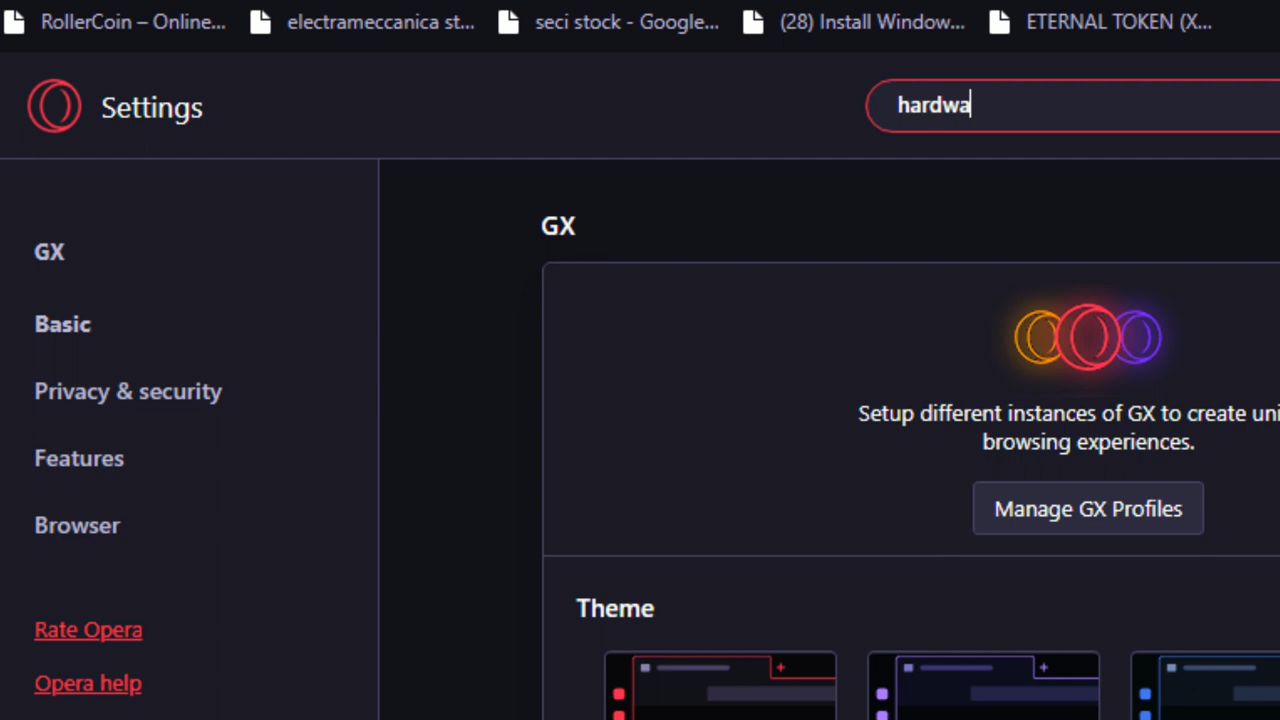 RollerCoin – Online... electrameccanica st... seci stock - Google... (28) Install Window... ETERNAL TOKEN (X...
Settings
hardwa
GX
Basic
Privacy & security
Features
Browser
Rate Opera
Opera help
GX
Setup different instances of GX to create uni
browsing experiences.
Manage GX Profiles
Theme